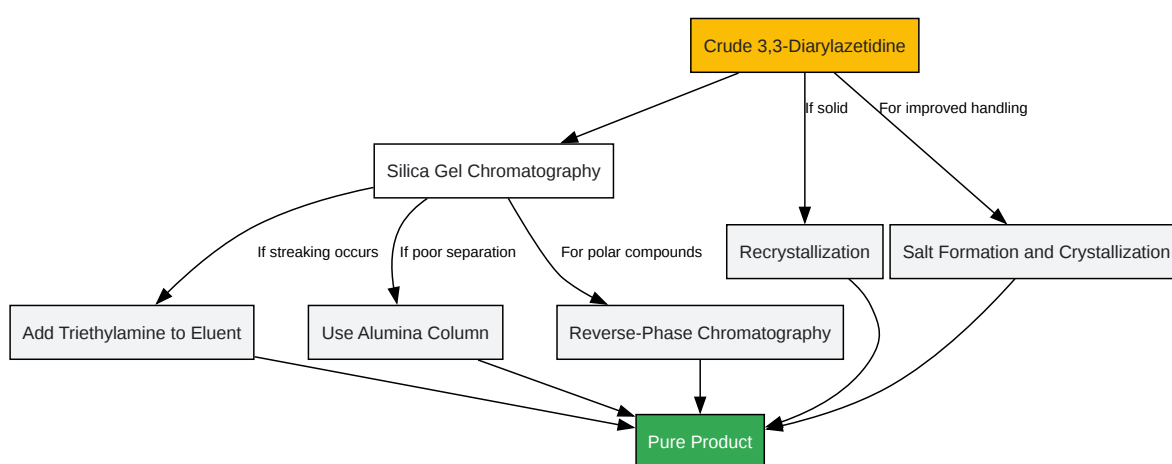 Crude 3,3-Diarylazetidine
If solid
For improved handling
Silica Gel Chromatography
If streaking occurs
If poor separation
For polar compounds
Recrystallization
Salt Formation and Crystallization
Add Triethylamine to Eluent
Use Alumina Column
Reverse-Phase Chromatography
Pure Product